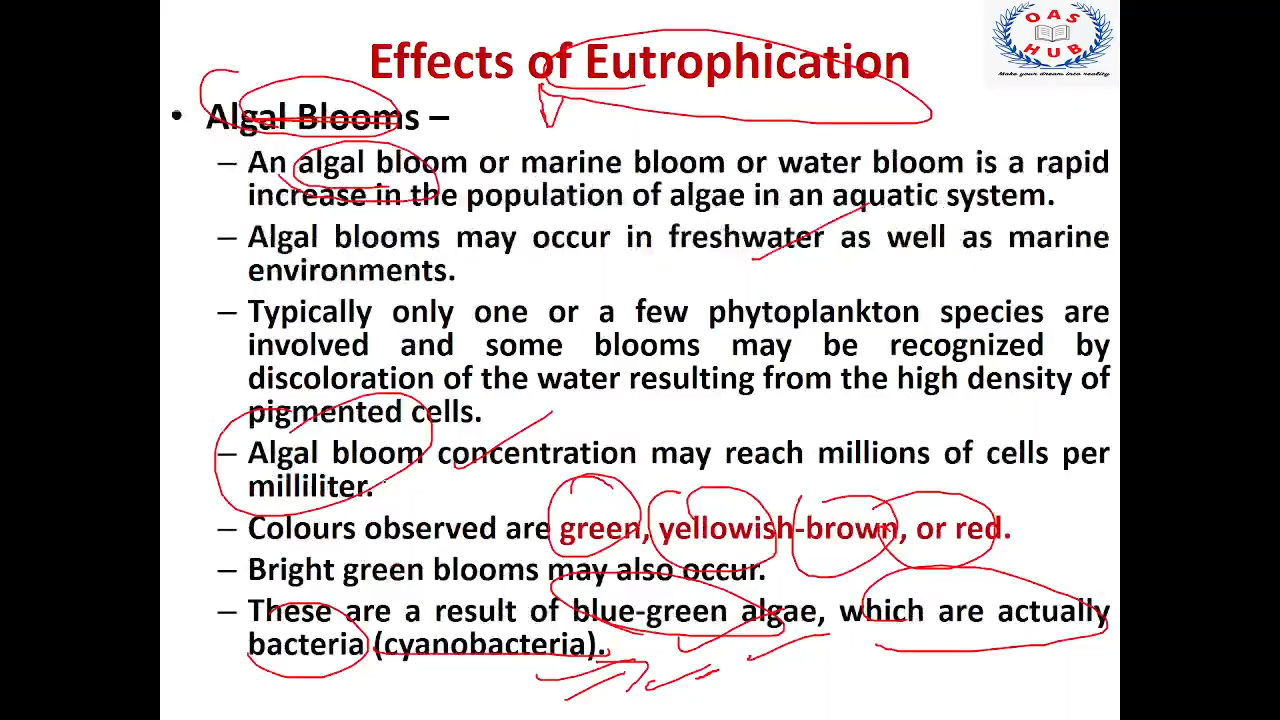 Effects of Eutrophication
OAS
HUB
Make your dream into reality
• Algal Blooms –
– An algal bloom or marine bloom or water bloom is a rapid
increase in the population of algae in an aquatic system.
– Algal blooms may occur in freshwater as well as marine
environments.
– Typically only one or a few phytoplankton species are
involved and some blooms may be recognized by
discoloration of the water resulting from the high density of
pigmented cells.
– Algal bloom concentration may reach millions of cells per
milliliter.
– Colours observed are green, yellowish-brown, or red.
– Bright green blooms may also occur.
– These are a result of blue-green algae, which are actually
bacteria (cyanobacteria).